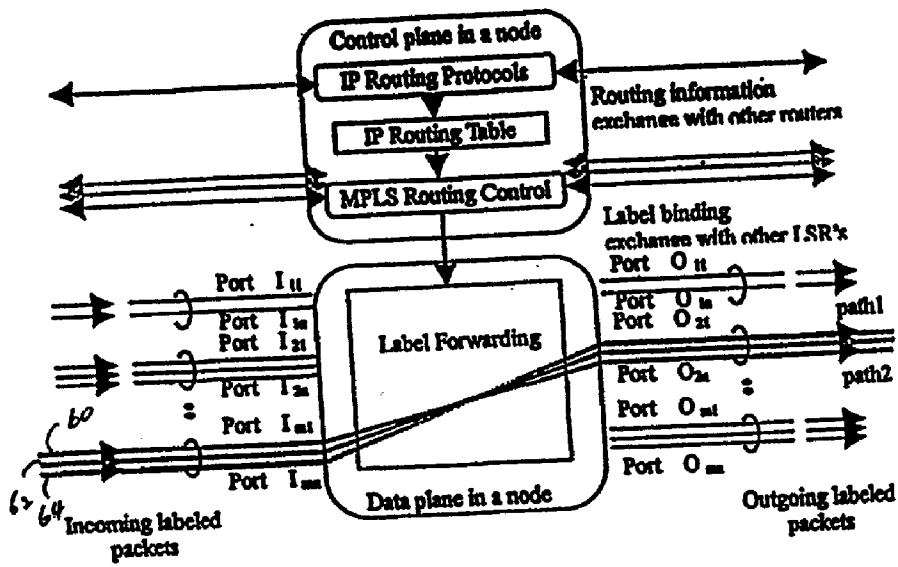 Control plane in a node
IP Routing Protocols
Routing information
exchange with other routers
IP Routing Table
MPLS Routing Control
Label binding
exchange with other LSR's
Port I 11
Port O 11
Port I 1n
Port O 1n
path1
Port I 21
Port O 21
Label Forwarding
Port I 2n
Port O 2n
path2
Port I m1
Port O m1
60
Port I mn
Port O mn
62
64
Data plane in a node
Incoming labeled
packets
Outgoing labeled
packets